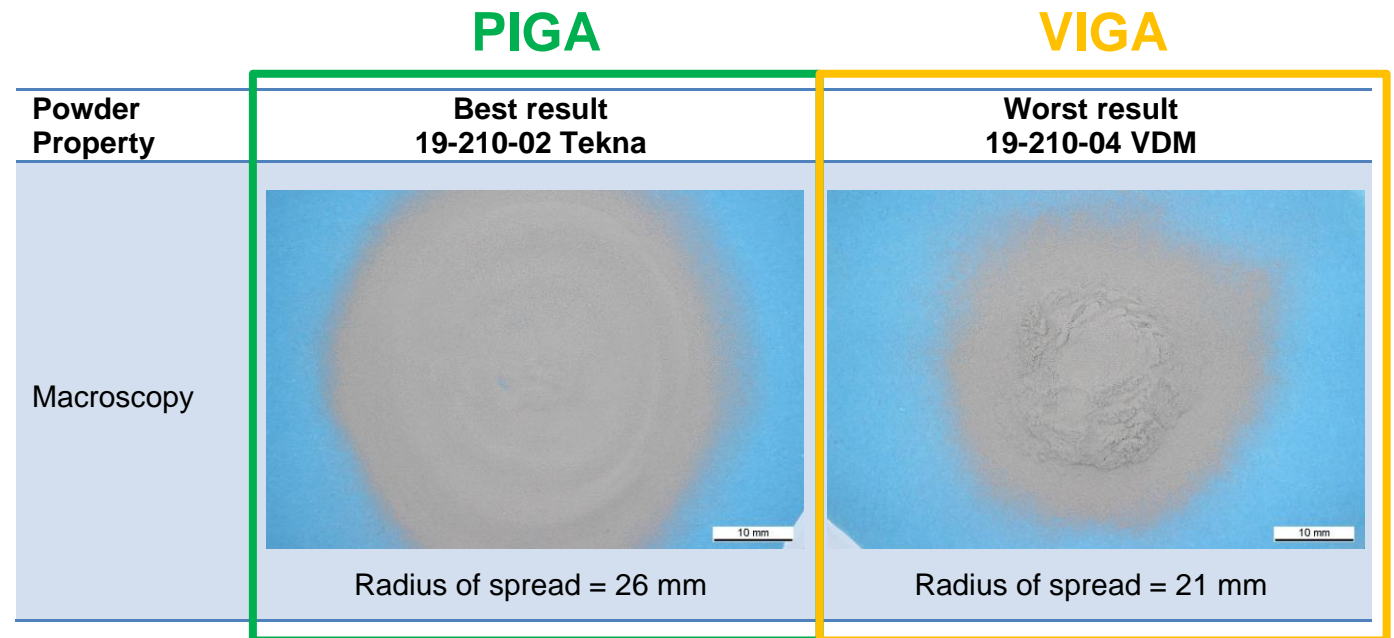 PIGA
VIGA
Powder
Property
Best result
19-210-02 Tekna
Worst result
19-210-04 VDM
Macroscopy
10 mm
10 mm
Radius of spread = 26 mm
Radius of spread = 21 mm